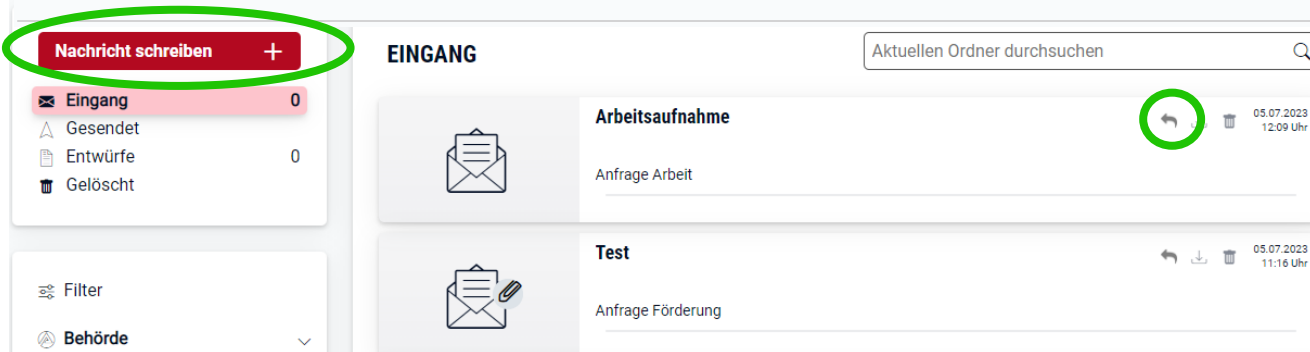 Nachricht schreiben +
Eingang 0
Gesendet
Entwürfe 0
Gelöscht
Filter
Behörde
EINGANG
Aktuellen Ordner durchsuchen
Arbeitsaufnahme
05.07.2023
12:09 Uhr
Anfrage Arbeit
Test
05.07.2023
11:16 Uhr
Anfrage Förderung